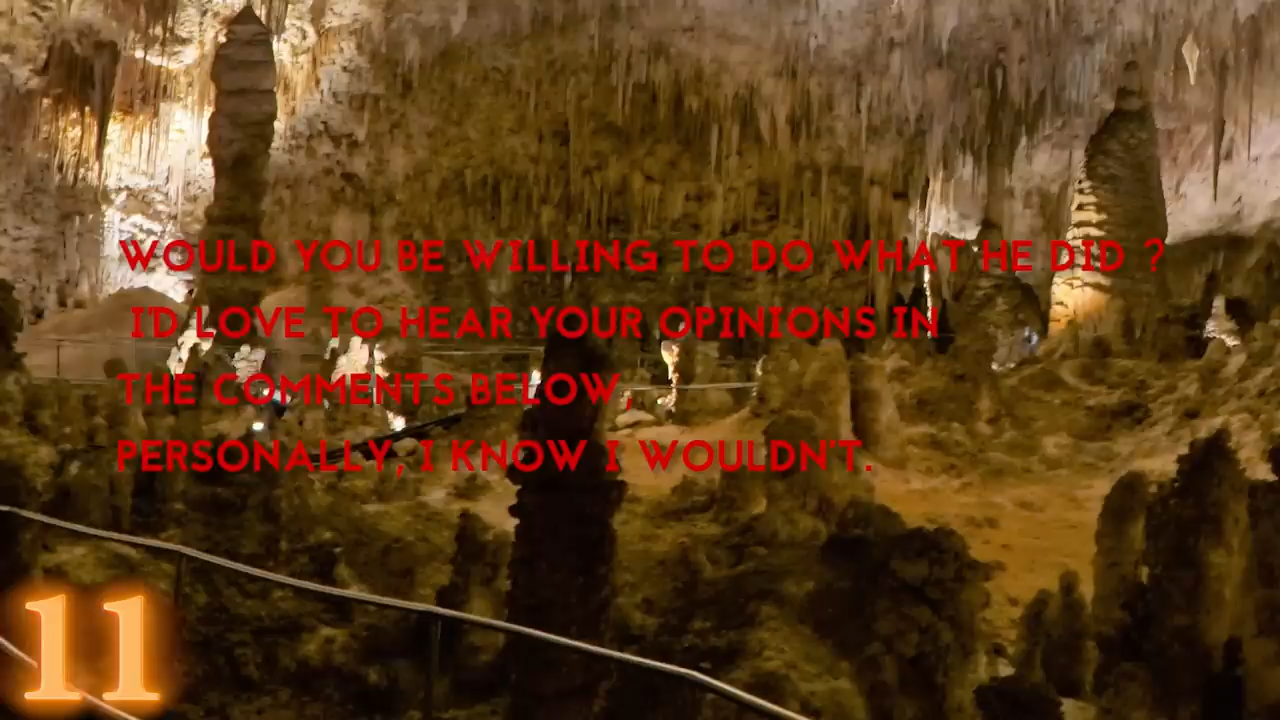 WOULD YOU BE WILLING TO DO WHAT HE DID ?
I'D LOVE TO HEAR YOUR OPINIONS IN
THE COMMENTS BELOW,
PERSONALLY, I KNOW I WOULDN'T.
11